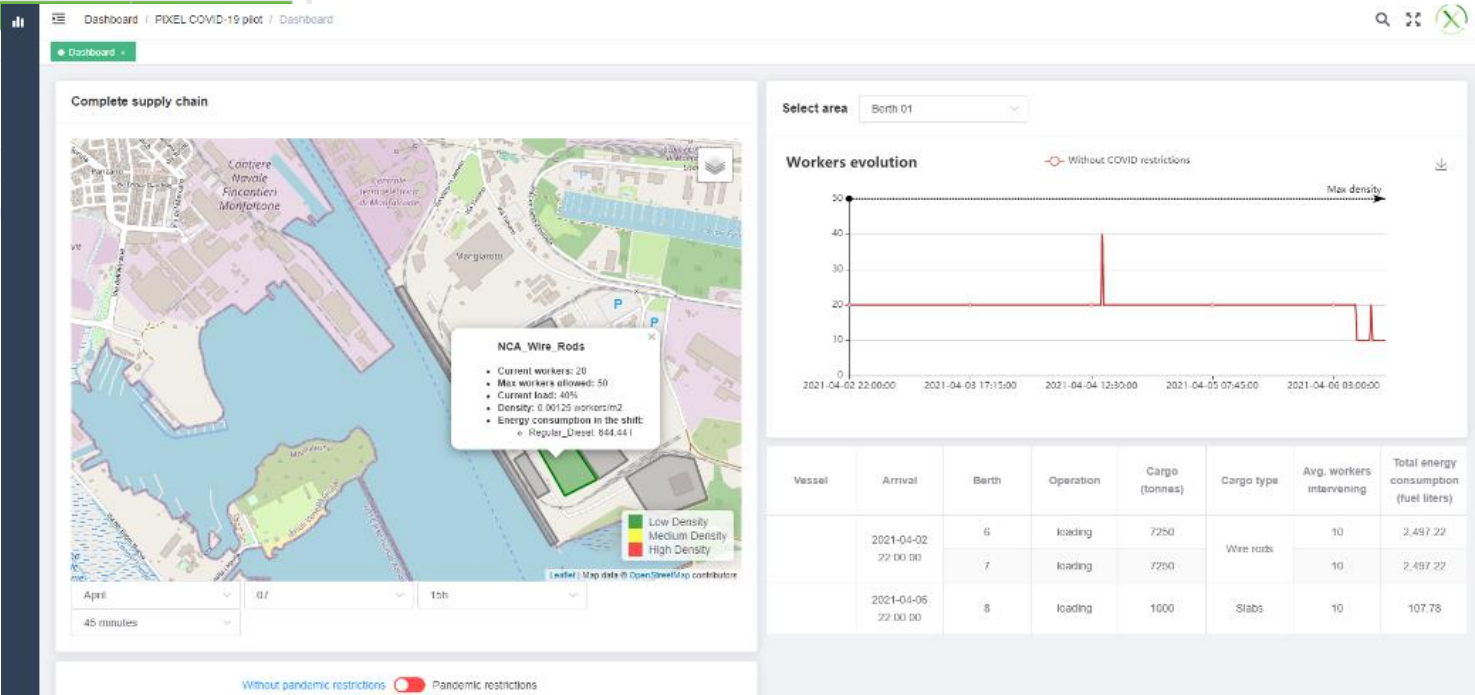 Dashboard / PIXEL COVID-19 pilot / Dashboard
Dashboard ×
Complete supply chain
Cantiere
Navale
Fincantieri
Monfalcone
Centrale
termoelettrica
di Monfalcone
Panzano
Mangiarotti
P
P
NCA_Wire_Rods
×
• Current workers: 20
• Max workers allowed: 50
• Current load: 40%
• Density: 0.00125 workers/m2
• Energy consumption in the shift:
Regular_Diesel: 644.44 l
Low Density
Medium Density
High Density
Leaflet | Map data © OpenStreetMap contributors
April
07
15h
45 minutes
Without pandemic restrictions
Pandemic restrictions
Select area
Berth 01
Workers evolution
Without COVID restrictions
Max density
50
40
30
20
10
0
2021-04-02 22:00:00
2021-04-03 17:15:00
2021-04-04 12:30:00
2021-04-05 07:45:00
2021-04-06 03:00:00
Vessel
Arrival
Berth
Operation
Cargo
(tonnes)
Cargo type
Avg. workers
intervening
Total energy
consumption
(fuel liters)
2021-04-02
22:00:00
6 loading 7250
Wire rods
10 2,497.22
7 loading 7250
10 2,497.22
2021-04-06
22:00:00
8 loading 1000 Slabs 10 107.78